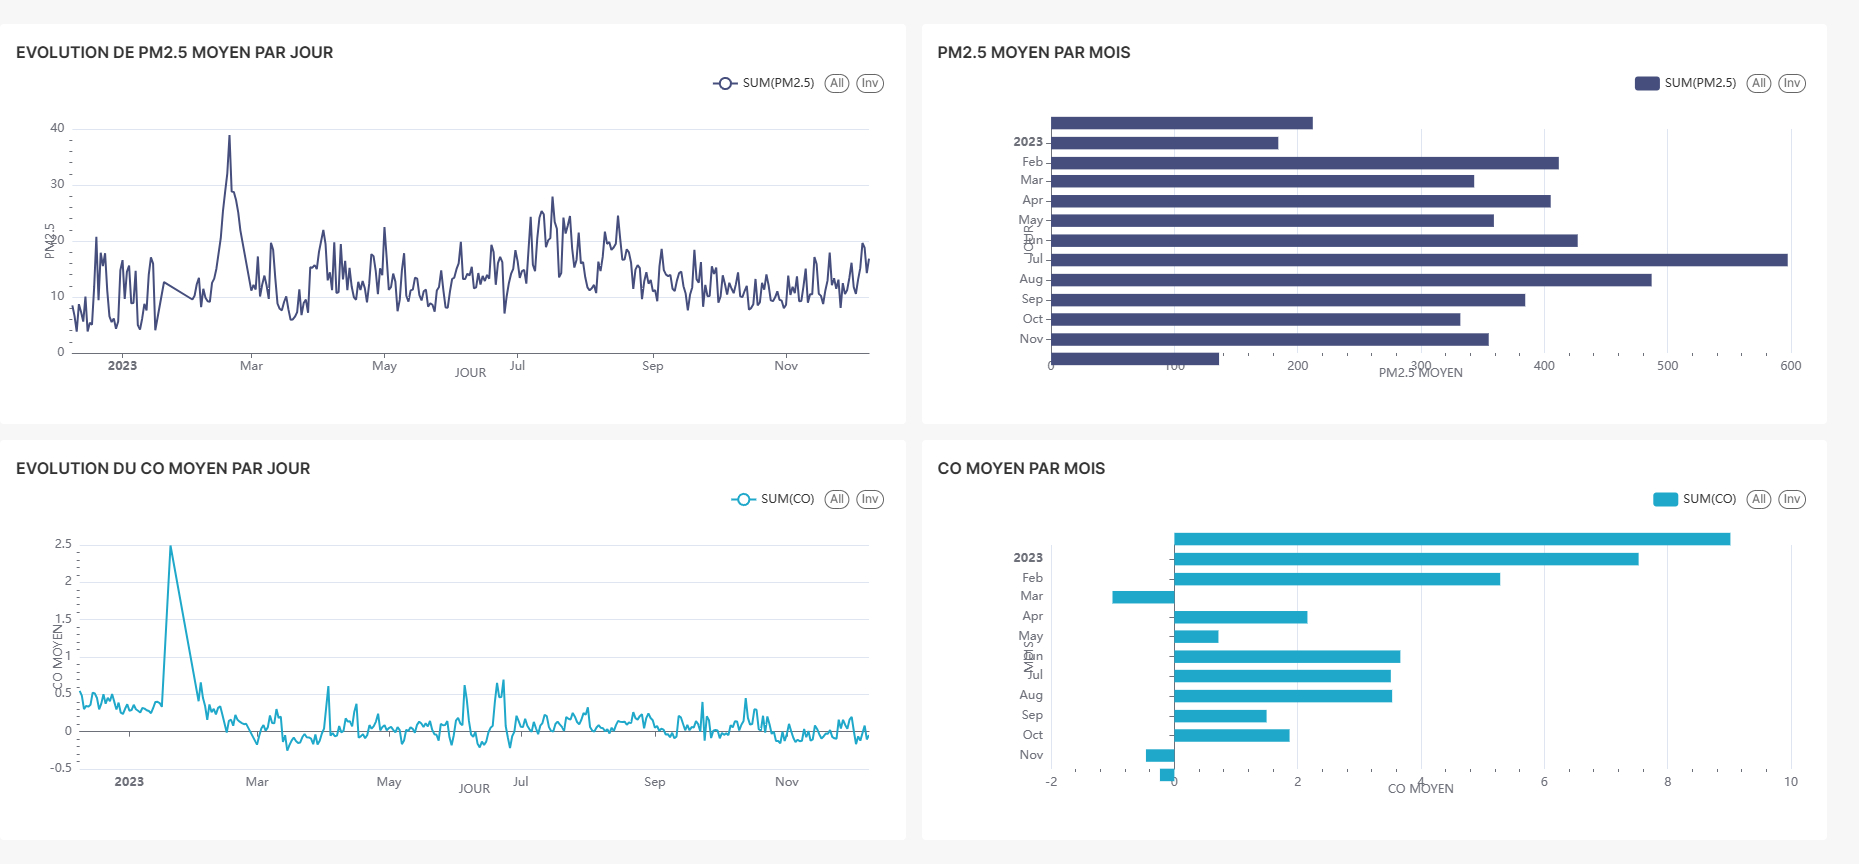 EVOLUTION DE PM2.5 MOYEN PAR JOUR
SUM(PM2.5) All Inv
40
30
20
10
0
PM2.5
2023 Mar May Jul Sep Nov
JOUR
PM2.5 MOYEN PAR MOIS
SUM(PM2.5) All Inv
2023
Feb
Mar
Apr
May
Jun
Jul
Aug
Sep
Oct
Nov
JOUR
0 100 200 300 400 500 600
PM2.5 MOYEN
EVOLUTION DU CO MOYEN PAR JOUR
SUM(CO) All Inv
2.5
2
1.5
1
0.5
0
-0.5
CO MOYEN
2023 Mar May Jul Sep Nov
JOUR
CO MOYEN PAR MOIS
SUM(CO) All Inv
2023
Feb
Mar
Apr
May
Jun
Jul
Aug
Sep
Oct
Nov
MOIS
-2 0 2 4 6 8 10
CO MOYEN